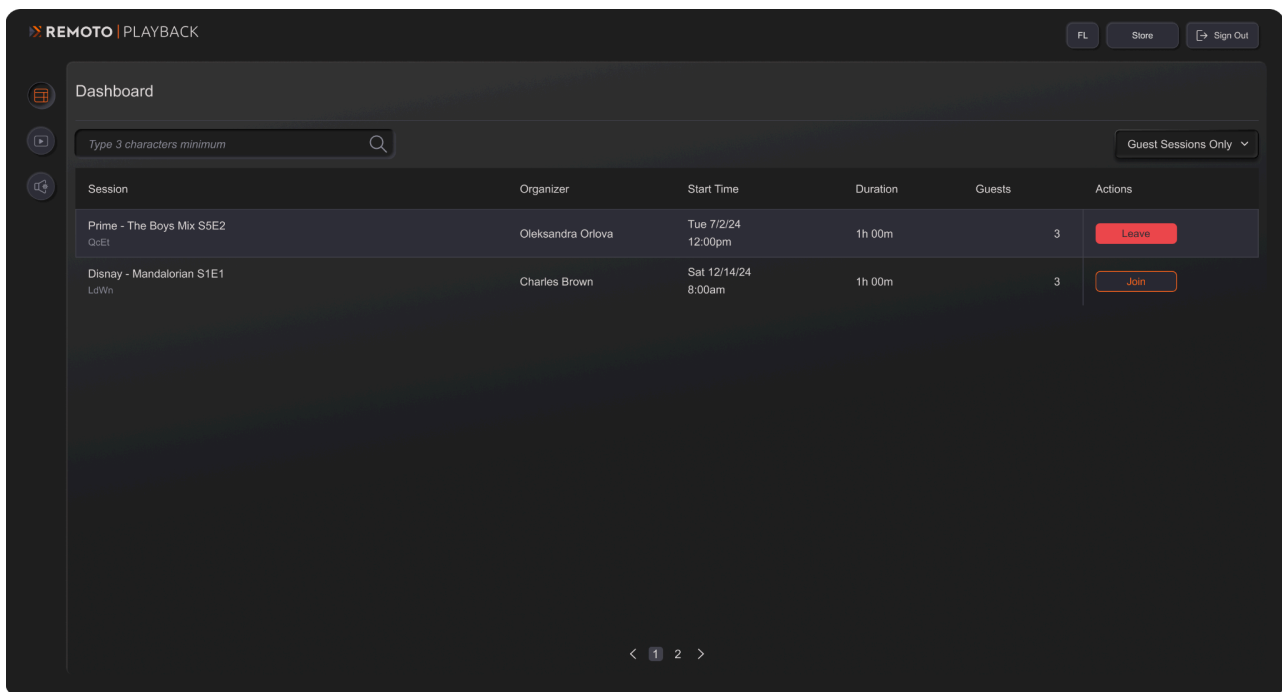 REMOTO | PLAYBACK
FL
Store
Sign Out
Dashboard
Type 3 characters minimum
Guest Sessions Only
Session Organizer Start Time Duration Guests Actions
Prime - The Boys Mix S5E2
QcEt
Oleksandra Orlova
Tue 7/2/24
12:00pm
1h 00m
3
Leave
Disnay - Mandalorian S1E1
LdWn
Charles Brown
Sat 12/14/24
8:00am
1h 00m
3
Join
< 1 2 >